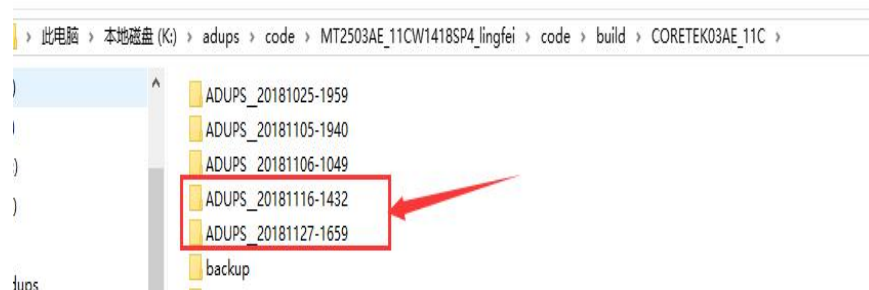 › 此电脑 › 本地磁盘 (K:) › adups › code › MT2503AE_11CW1418SP4_lingfei › code › build › CORETEK03AE_11C ›
ADUPS_20181025-1959
ADUPS_20181105-1940
ADUPS_20181106-1049
ADUPS_20181116-1432
ADUPS_20181127-1659
backup